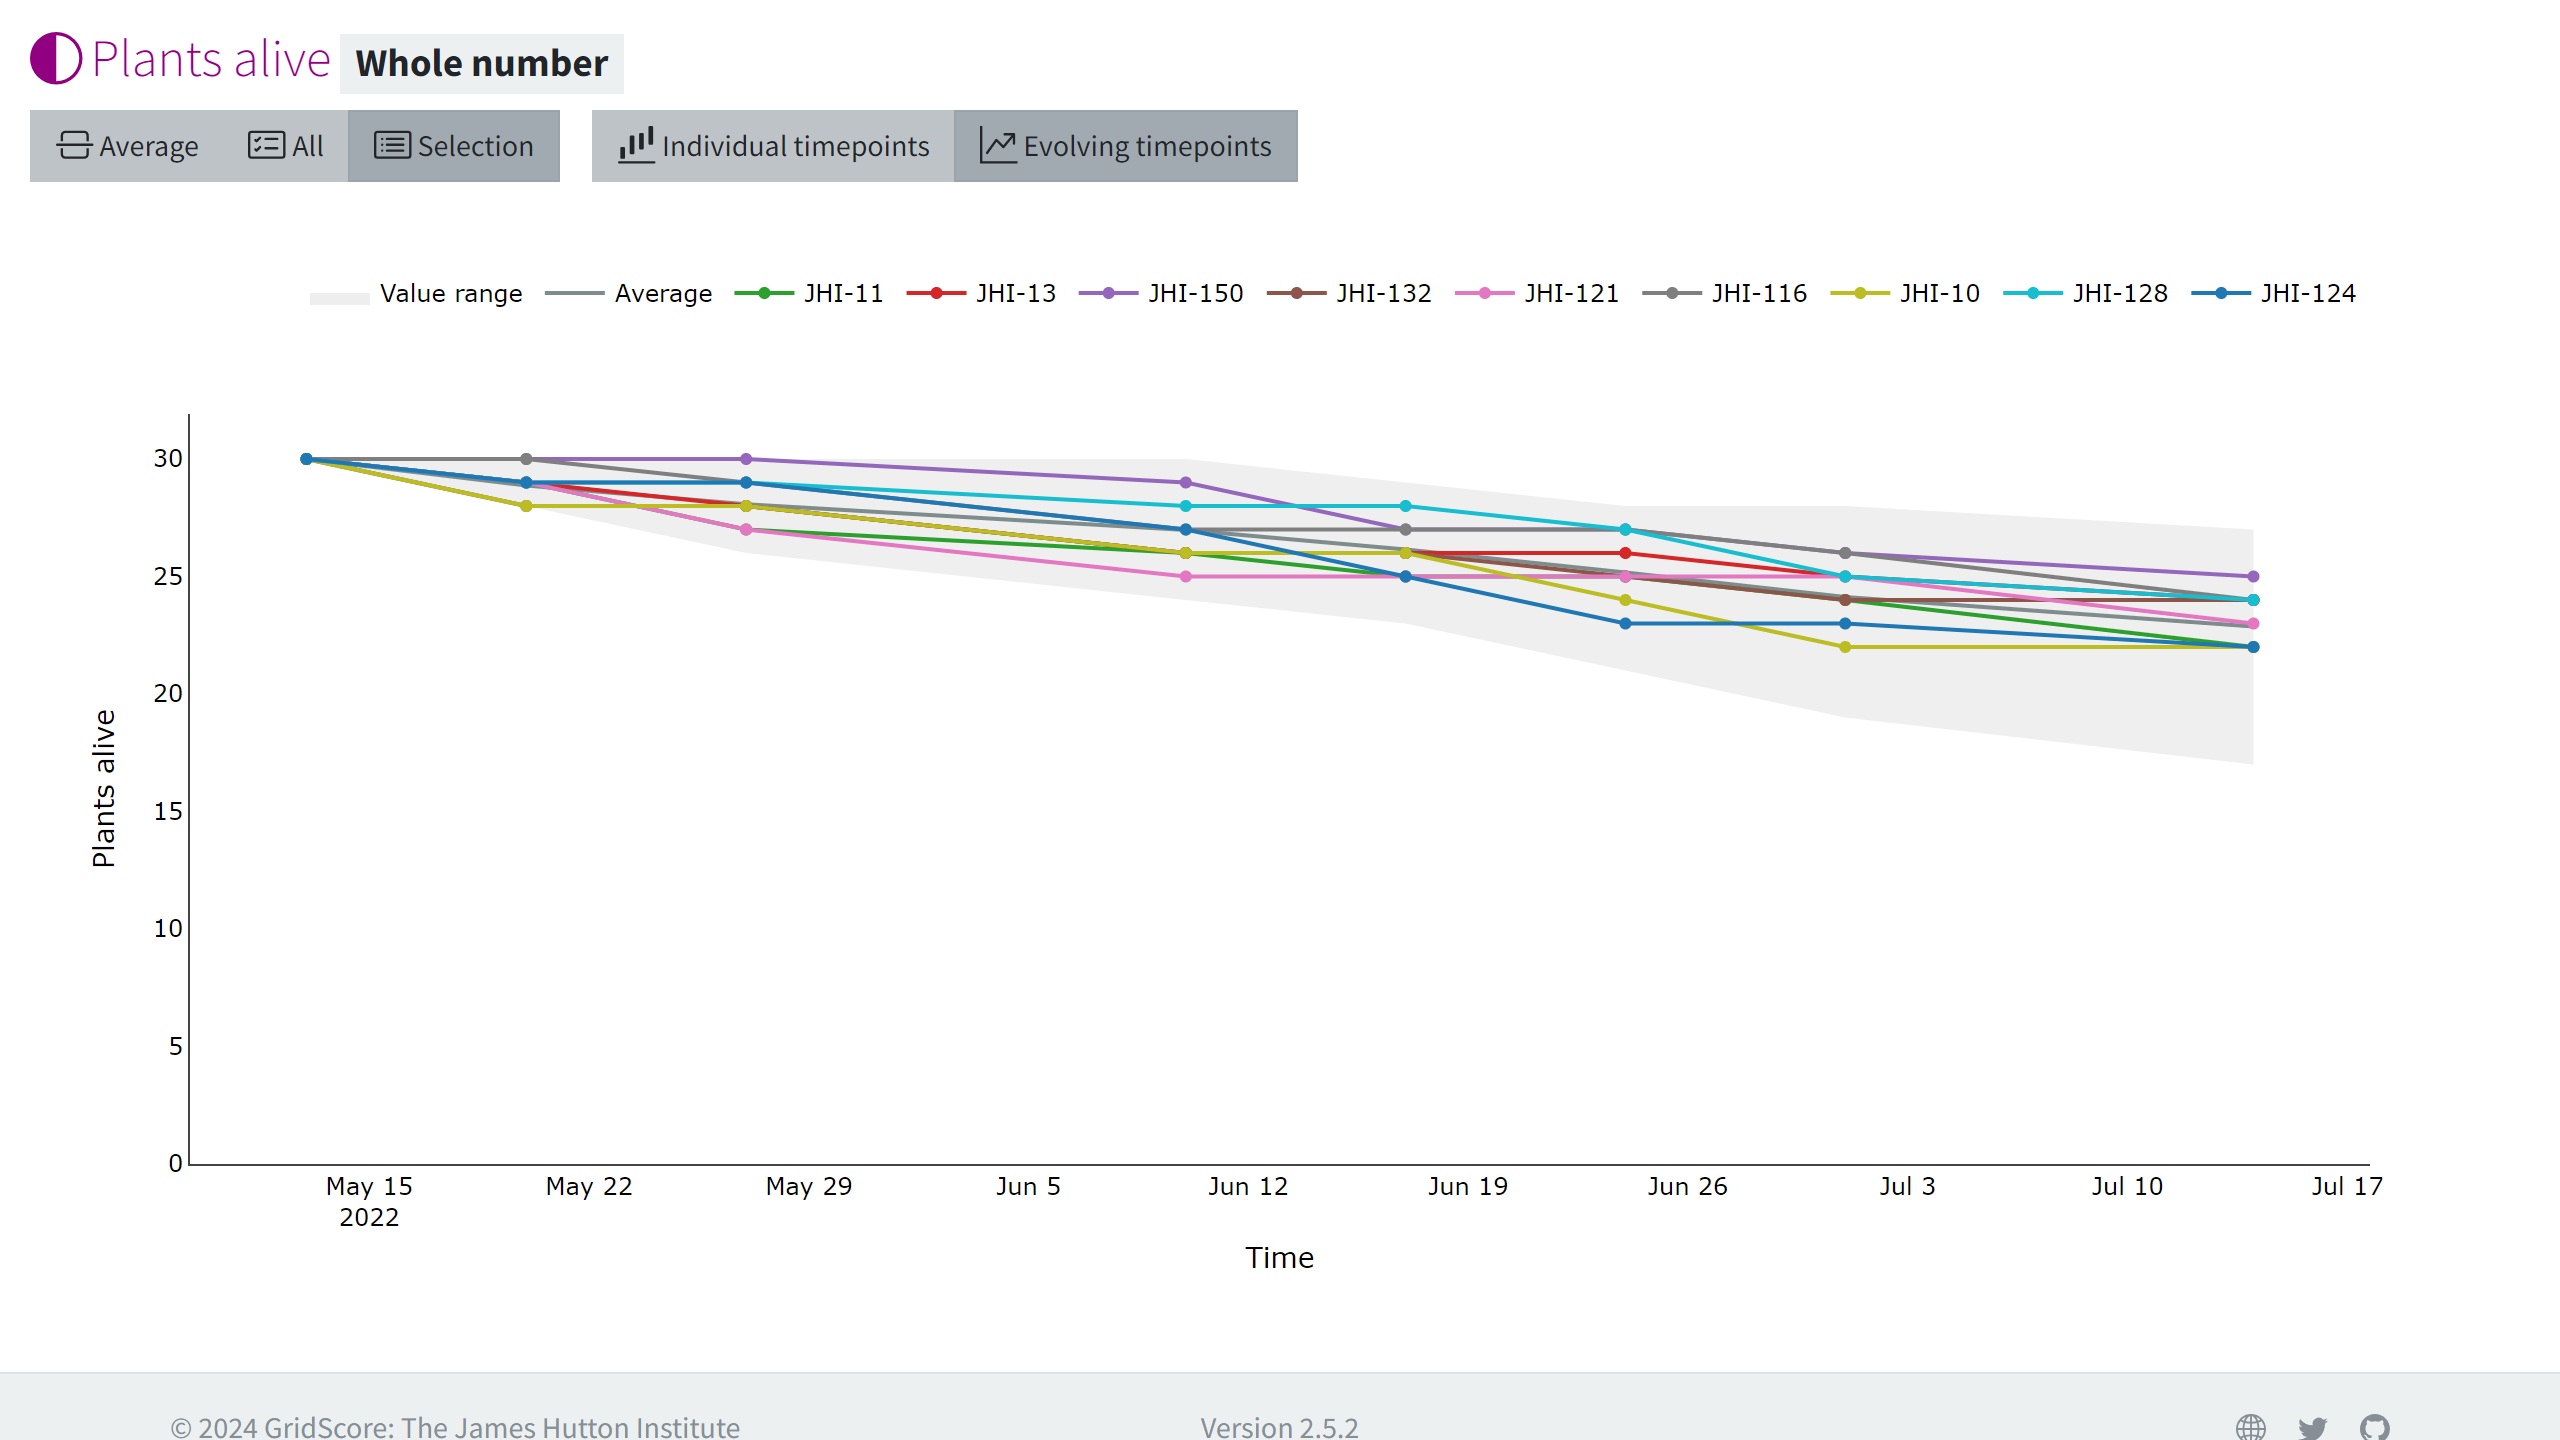 Plants alive Whole number
Average All Selection Individual timepoints Evolving timepoints
Value range Average JHI-11 JHI-13 JHI-150 JHI-132 JHI-121 JHI-116 JHI-10 JHI-128 JHI-124
30
25
20
15
10
5
0
Plants alive
May 15 May 22 May 29 Jun 5 Jun 12 Jun 19 Jun 26 Jul 3 Jul 10 Jul 17
2022
Time
© 2024 GridScore: The James Hutton Institute Version 2.5.2